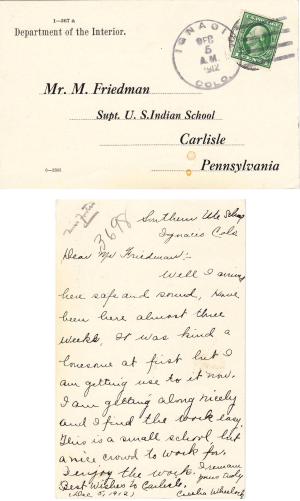 1-367 a
Department of the Interior.
IGNACIO
DEC
5
A.M.
1912
COLO.
Mr. M. Friedman
Supt. U. S. Indian School
Carlisle
Pennsylvania
3698
Southern Ute School
Ignacio Colo
Dear Mr Friedman:-
Well I arrived
here safe and sound, Have
been here almost three
weeks, It was kind a
lonesome at first but I
am getting use to it now.
I am getting along nicely
and I find the work easy.
This is a small school but
a nice crowd to work for.
I enjoy the work.
I remain
Best Wishes to Carlisle.
yours truly
(Dec 5, 1912)
Cecilia Wheelock